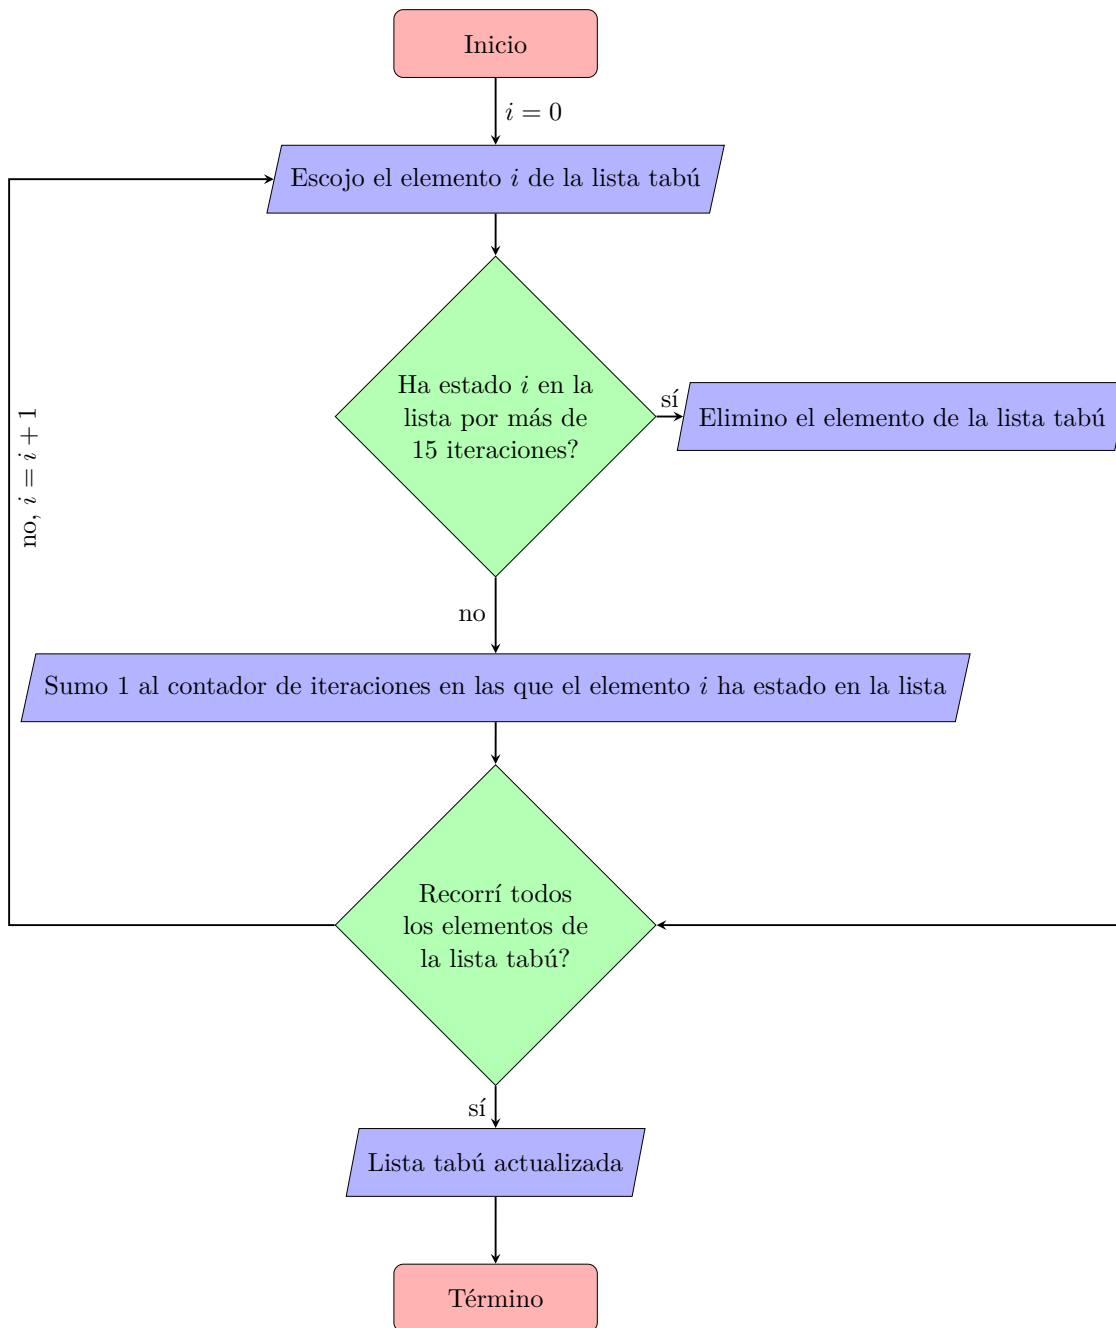 Inicio
i = 0
Escojo el elemento i de la lista tabú
Ha estado i en la
lista por más de
15 iteraciones?
sí
Elimino el elemento de la lista tabú
no, i = i + 1
no
Sumo 1 al contador de iteraciones en las que el elemento i ha estado en la lista
Recorrí todos
los elementos de
la lista tabú?
sí
Lista tabú actualizada
Término